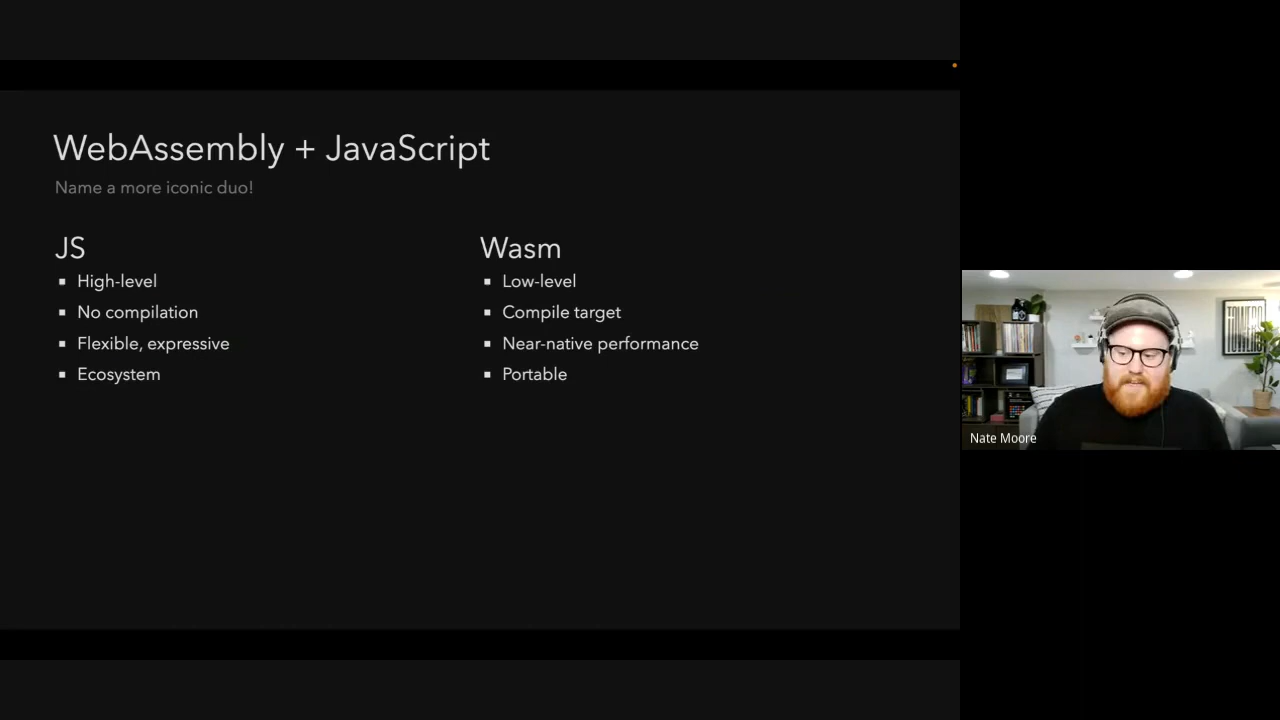 WebAssembly + JavaScript
Name a more iconic duo!
JS
▪ High-level
▪ No compilation
▪ Flexible, expressive
▪ Ecosystem
Wasm
▪ Low-level
▪ Compile target
▪ Near-native performance
▪ Portable
Nate Moore